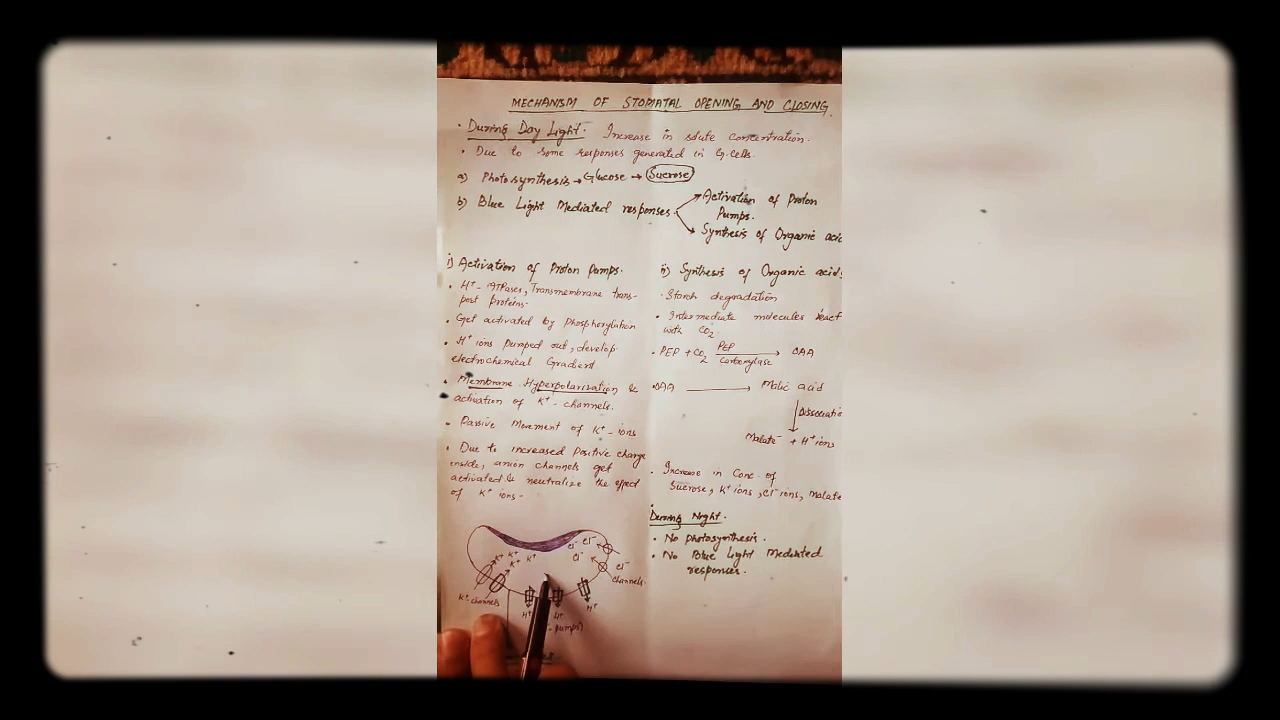 MECHANISM OF STOMATAL OPENING AND CLOSING.
• During Day Light. Increase in solute concentration.
• Due to some responses generated in G. cells.
a) Photosynthesis → Glucose → Sucrose
b) Blue Light Mediated responses.
Activation of Proton
Pumps.
Synthesis of Organic acid
i) Activation of Proton Pumps.
• H+ - ATPases, Transmembrane trans-
port proteins.
• Get activated by Phosphorylation
• H+ ions Pumped out, develop
electrochemical Gradient
• Membrane Hyperpolarization &
activation of K+ - channels.
• Passive Movement of K+ - ions
• Due to increased Positive charge
inside, anion channels get
activated & neutralize the effect
of K+ ions -
ii) Synthesis of Organic acids
• Starch degradation
• Intermediate molecules react
with CO2
• PEP + CO2 PEP Carboxylase → OAA
OAA → Malic acid
Dissociatio
Malate- + H+ ions
• Increase in Conc. of
Sucrose, K+ ions, Cl- ions, Malate
During Night.
• No photosynthesis.
• No Blue Light Mediated
responses.
K+ K+ K+ K+ Cl- Cl- Cl-
Cl-
channels
K+ channels
H+ H+ H+
Pumps)